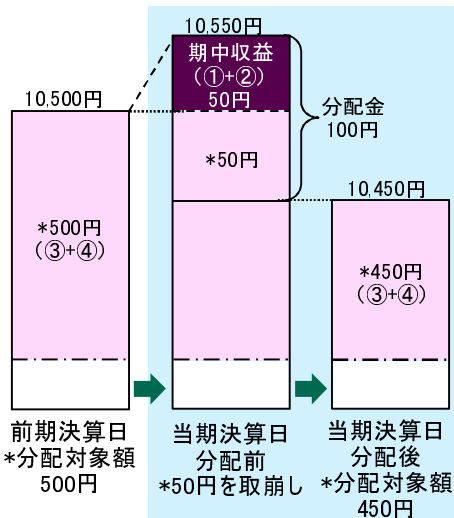 10,550円
期中収益
（①+②）
50円
10,500円
分配金
100円
*50円
10,450円
*500円
（③+④）
*450円
（③+④）
前期決算日
*分配対象額
500円
当期決算日
分配前
*50円を取崩し
当期決算日
分配後
*分配対象額
450円